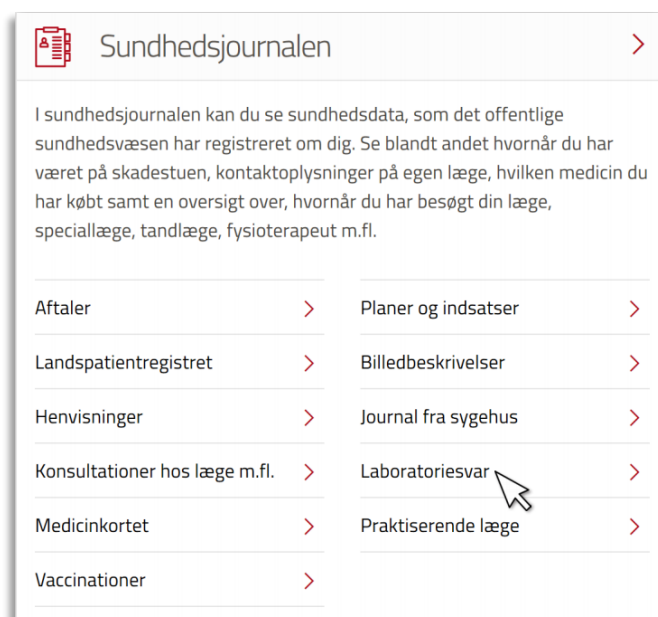 Sundhedsjournalen
I sundhedsjournalen kan du se sundhedsdata, som det offentlige
sundhedsvæsen har registreret om dig. Se blandt andet hvornår du har
været på skadestuen, kontaktoplysninger på egen læge, hvilken medicin du
har købt samt en oversigt over, hvornår du har besøgt din læge,
speciallæge, tandlæge, fysioterapeut m.fl.
Aftaler
Landspatientregistret
Henvisninger
Konsultationer hos læge m.fl.
Medicinkortet
Vaccinationer
Planer og indsatser
Billedbeskrivelser
Journal fra sygehus
Laboratoriesvar
Praktiserende læge